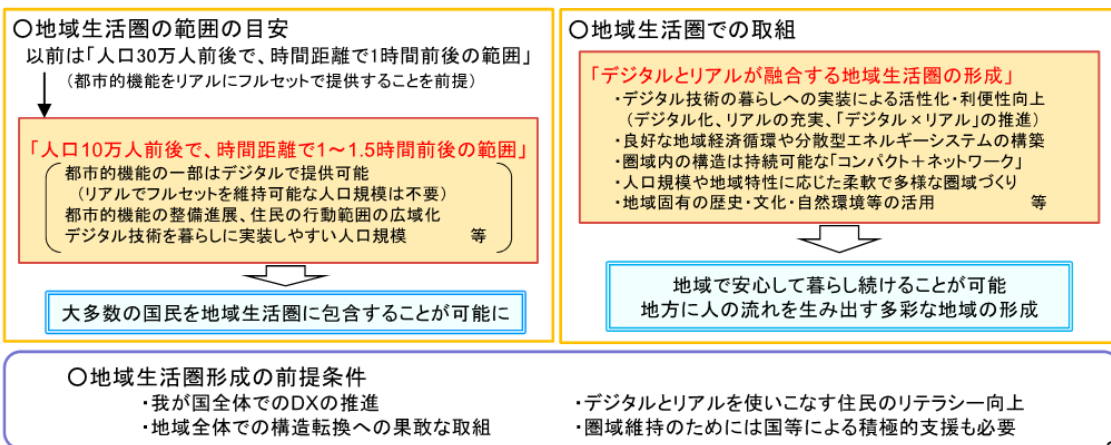 〇地域生活圏の範囲の目安
以前は「人口30万人前後で、時間距離で1時間前後の範囲」
（都市的機能をリアルにフルセットで提供することを前提）
「人口10万人前後で、時間距離で1～1.5時間前後の範囲」
都市的機能の一部はデジタルで提供可能
（リアルでフルセットを維持可能な人口規模は不要）
都市的機能の整備進展、住民の行動範囲の広域化
デジタル技術を暮らしに実装しやすい人口規模　等
大多数の国民を地域生活圏に包含することが可能に
〇地域生活圏での取組
「デジタルとリアルが融合する地域生活圏の形成」
・デジタル技術の暮らしへの実装による活性化・利便性向上
（デジタル化、リアルの充実、「デジタル×リアル」の推進）
・良好な地域経済循環や分散型エネルギーシステムの構築
・圏域内の構造は持続可能な「コンパクト＋ネットワーク」
・人口規模や地域特性に応じた柔軟で多様な圏域づくり
・地域固有の歴史・文化・自然環境等の活用　等
地域で安心して暮らし続けることが可能
地方に人の流れを生み出す多彩な地域の形成
〇地域生活圏形成の前提条件
・我が国全体でのDXの推進
・地域全体での構造転換への果敢な取組
・デジタルとリアルを使いこなす住民のリテラシー向上
・圏域維持のためには国等による積極的支援も必要